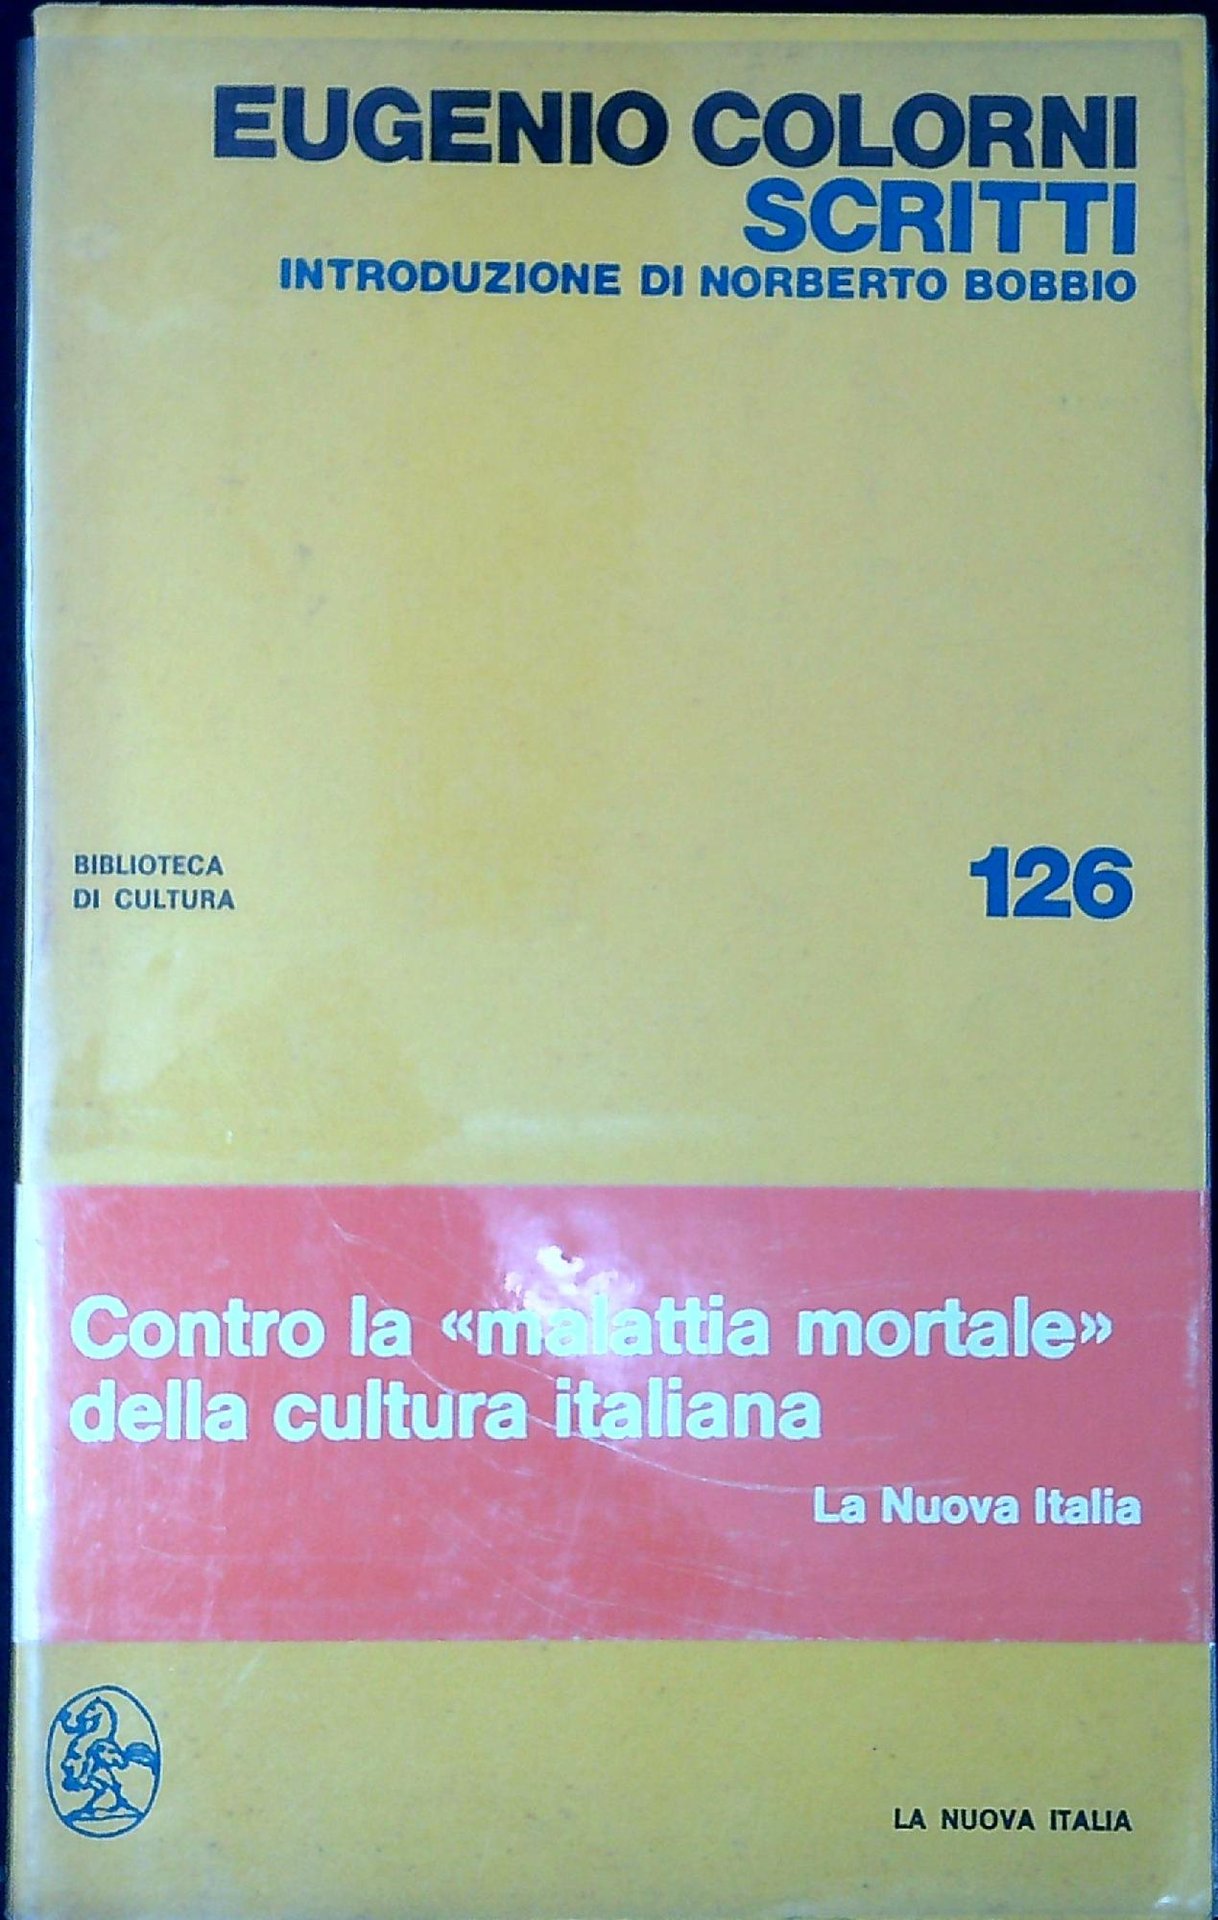 EUGENIO COLORNI
SCRITTI
INTRODUZIONE DI NORBERTO BOBBIO
BIBLIOTECA
DI CULTURA
126
Contro la «malattia mortale»
della cultura italiana
La Nuova Italia
LA NUOVA ITALIA